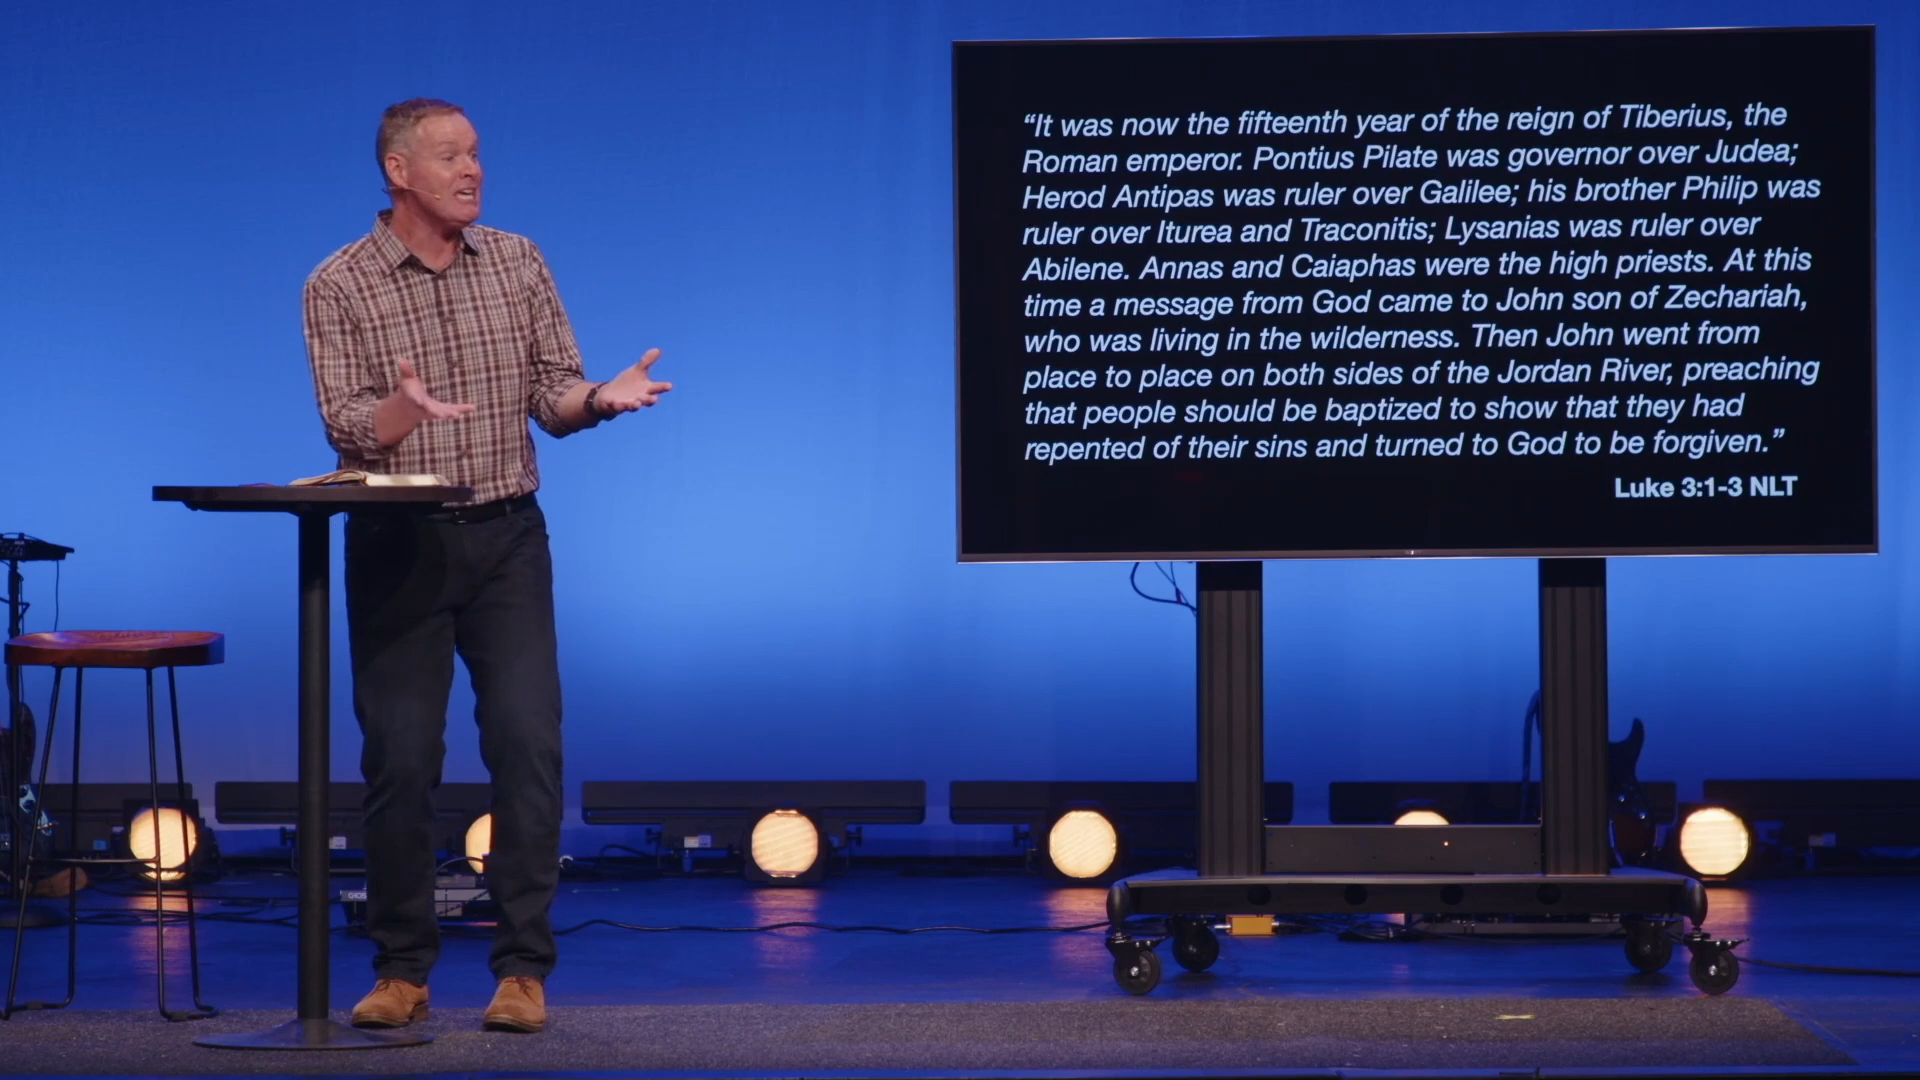 “It was now the fifteenth year of the reign of Tiberius, the
Roman emperor. Pontius Pilate was governor over Judea;
Herod Antipas was ruler over Galilee; his brother Philip was
ruler over Iturea and Traconitis; Lysanias was ruler over
Abilene. Annas and Caiaphas were the high priests. At this
time a message from God came to John son of Zechariah,
who was living in the wilderness. Then John went from
place to place on both sides of the Jordan River, preaching
that people should be baptized to show that they had
repented of their sins and turned to God to be forgiven.”
Luke 3:1-3 NLT